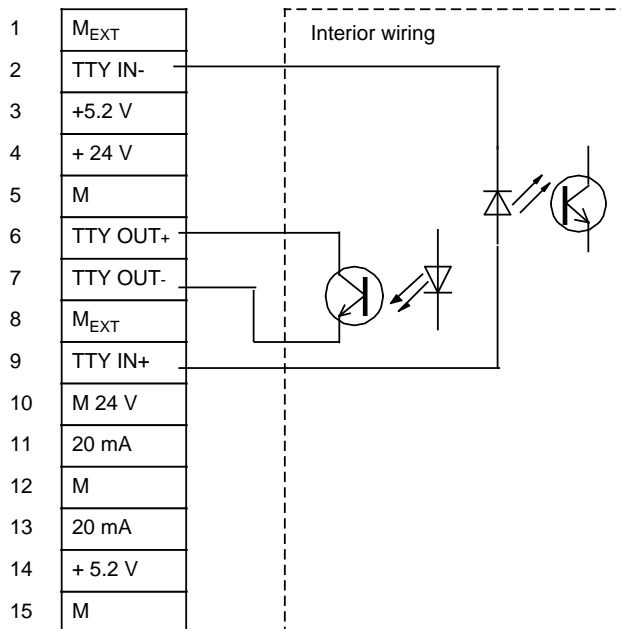 1 M_EXT
Interior wiring
2 TTY IN-
3 +5.2 V
4 + 24 V
5 M
6 TTY OUT+
7 TTY OUT-
8 M_EXT
9 TTY IN+
10 M 24 V
11 20 mA
12 M
13 20 mA
14 + 5.2 V
15 M